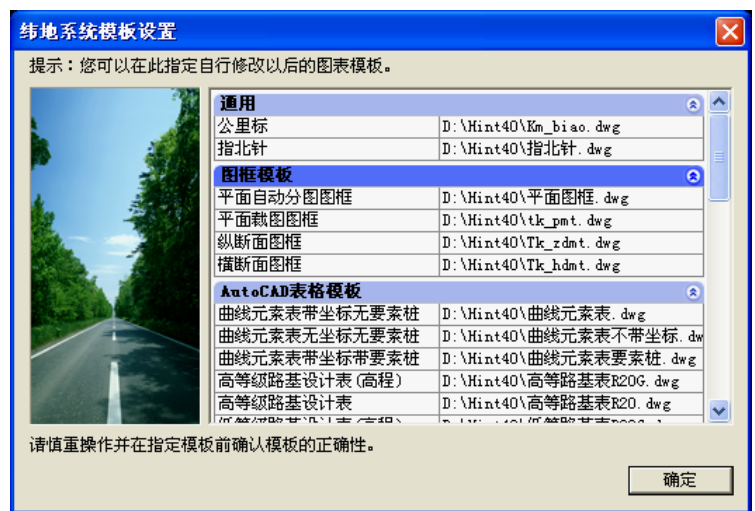 纬地系统模板设置
提示：您可以在此指定自行修改以后的图表模板。
通用
公里标 D:\Hint40\Km_biao.dwg
指北针 D:\Hint40\指北针.dwg
图框模板
平面自动分图图框 D:\Hint40\平面图框.dwg
平面裁图图框 D:\Hint40\tk_pmt.dwg
纵断面图框 D:\Hint40\Tk_zdmt.dwg
横断面图框 D:\Hint40\Tk_hdmt.dwg
AutoCAD表格模板
曲线元素表带坐标无要素桩 D:\Hint40\曲线元素表.dwg
曲线元素表无坐标无要素桩 D:\Hint40\曲线元素表不带坐标.dw
曲线元素表带坐标带要素桩 D:\Hint40\曲线元素表要素桩.dwg
高等级路基设计表(高程) D:\Hint40\高等路基表R20G.dwg
高等级路基设计表 D:\Hint40\高等路基表R20.dwg
请慎重操作并在指定模板前确认模板的正确性。
确定